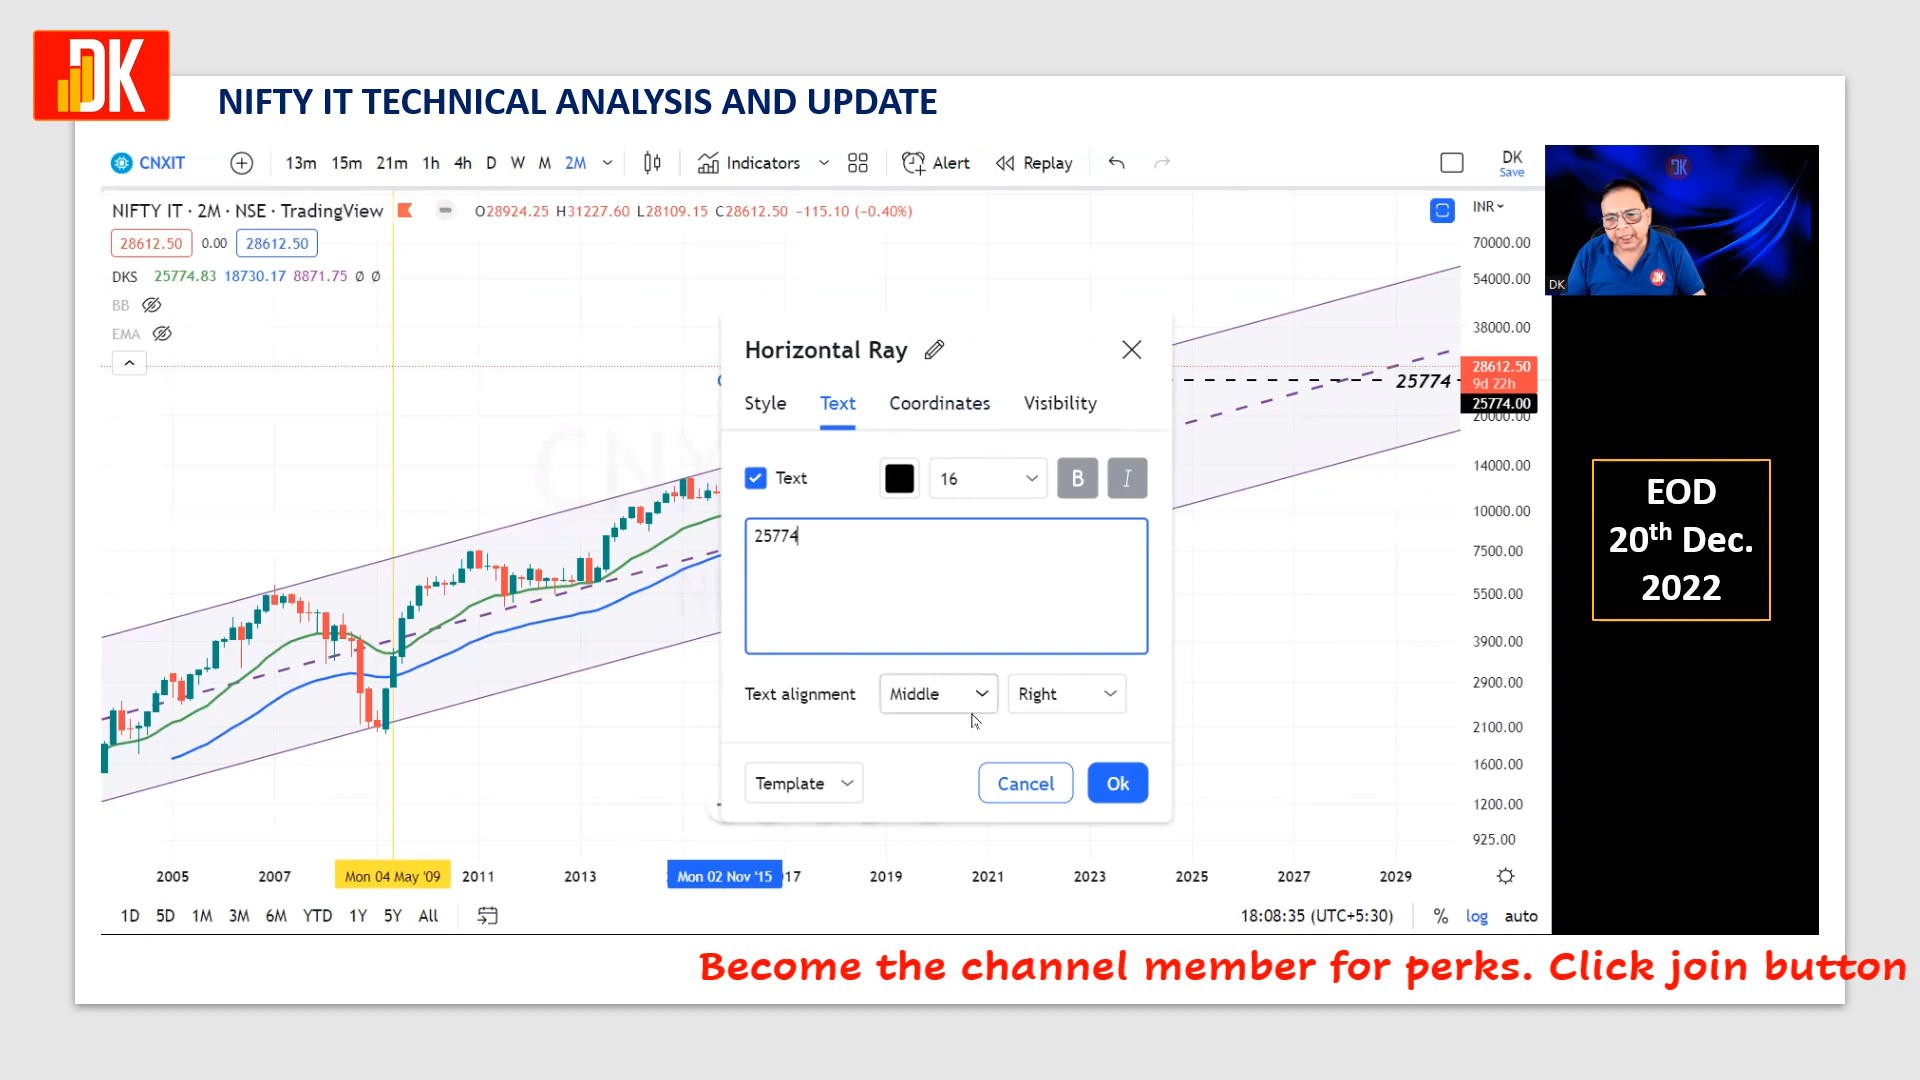 DK
NIFTY IT TECHNICAL ANALYSIS AND UPDATE
CNXIT 13m 15m 21m 1h 4h D W M 2M Indicators Alert Replay DK
Save
NIFTY IT · 2M · NSE · TradingView O28924.25 H31227.60 L28109.15 C28612.50 −115.10 (−0.40%) INR
28612.50 0.00 28612.50
DKS 25774.83 18730.17 8871.75 ∅ ∅
BB
EMA
70000.00
54000.00
38000.00
28612.50
9d 22h
25774
25774.00
20000.00
14000.00
10000.00
7500.00
5500.00
3900.00
2900.00
2100.00
1600.00
1200.00
925.00
Horizontal Ray
Style Text Coordinates Visibility
Text 16 B I
25774
Text alignment Middle Right
Template Cancel Ok
2005 2007 Mon 04 May '09 2011 2013 Mon 02 Nov '15 17 2019 2021 2023 2025 2027 2029
1D 5D 1M 3M 6M YTD 1Y 5Y All 18:08:35 (UTC+5:30) % log auto
DK
DK
DK
EOD
20th Dec.
2022
Become the channel member for perks. Click join button